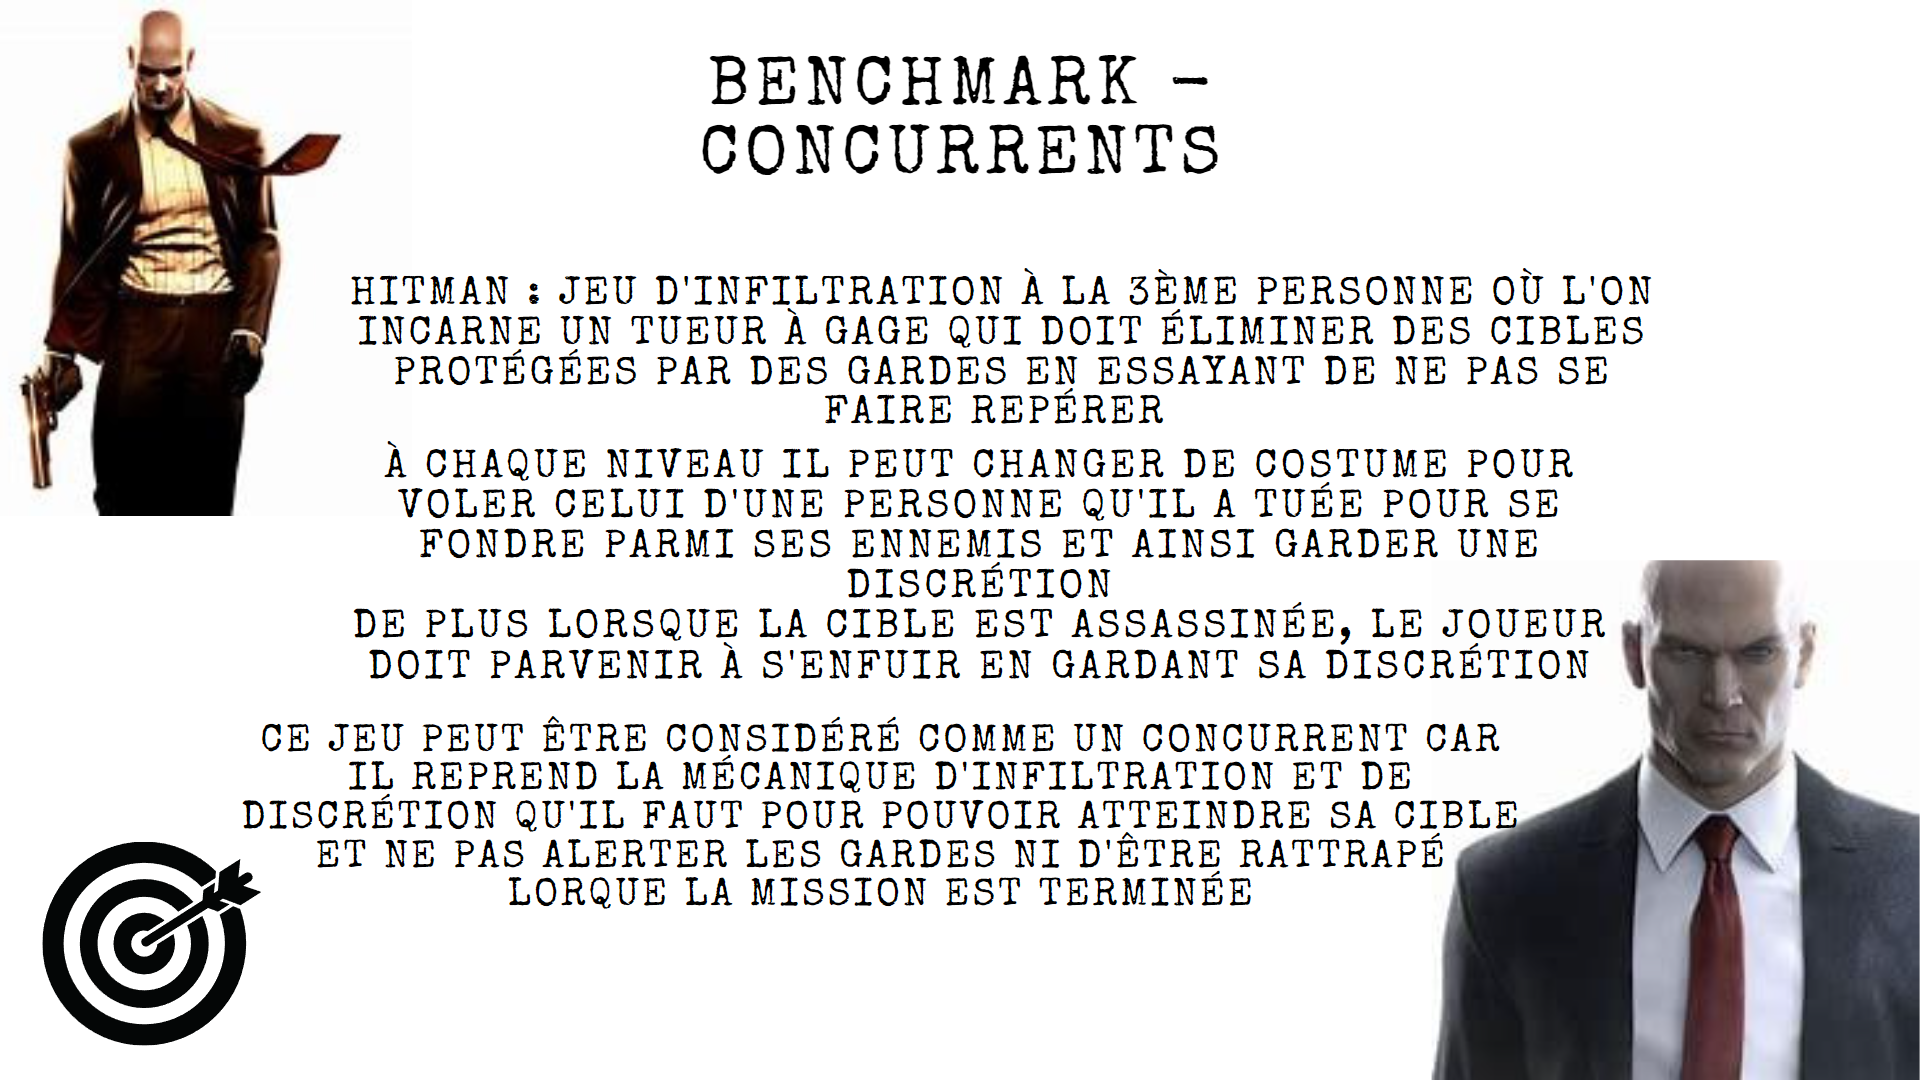 BENCHMARK –
CONCURRENTS
HITMAN : JEU D'INFILTRATION À LA 3ÈME PERSONNE OÙ L'ON
INCARNE UN TUEUR À GAGE QUI DOIT ÉLIMINER DES CIBLES
PROTÉGÉES PAR DES GARDES EN ESSAYANT DE NE PAS SE
FAIRE REPÉRER
À CHAQUE NIVEAU IL PEUT CHANGER DE COSTUME POUR
VOLER CELUI D'UNE PERSONNE QU'IL A TUÉE POUR SE
FONDRE PARMI SES ENNEMIS ET AINSI GARDER UNE
DISCRÉTION
DE PLUS LORSQUE LA CIBLE EST ASSASSINÉE, LE JOUEUR
DOIT PARVENIR À S'ENFUIR EN GARDANT SA DISCRÉTION
CE JEU PEUT ÊTRE CONSIDÉRÉ COMME UN CONCURRENT CAR
IL REPREND LA MÉCANIQUE D'INFILTRATION ET DE
DISCRÉTION QU'IL FAUT POUR POUVOIR ATTEINDRE SA CIBLE
ET NE PAS ALERTER LES GARDES NI D'ÊTRE RATTRAPÉ
LORQUE LA MISSION EST TERMINÉE